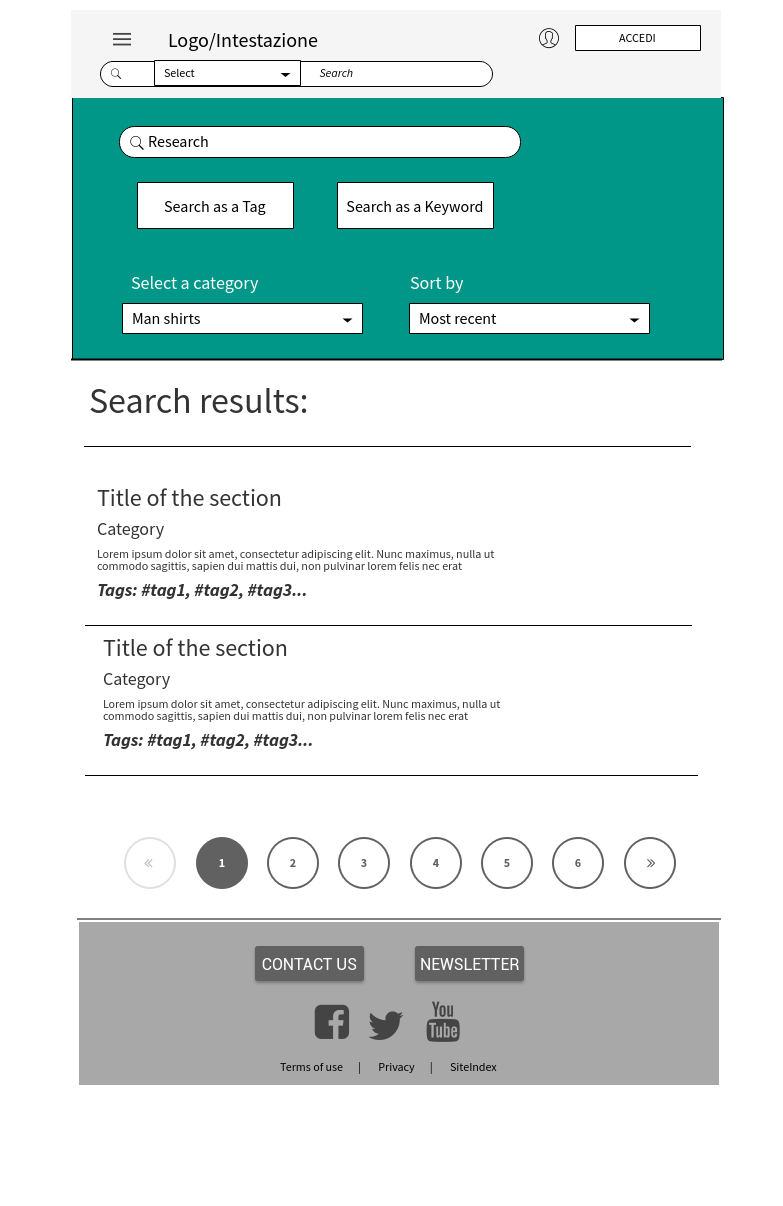 Logo/Intestazione
ACCEDI
Select
Search
Research
Search as a Tag
Search as a Keyword
Select a category
Sort by
Man shirts
Most recent
Search results:
Title of the section
Category
Lorem ipsum dolor sit amet, consectetur adipiscing elit. Nunc maximus, nulla ut
commodo sagittis, sapien dui mattis dui, non pulvinar lorem felis nec erat
Tags: #tag1, #tag2, #tag3...
Title of the section
Category
Lorem ipsum dolor sit amet, consectetur adipiscing elit. Nunc maximus, nulla ut
commodo sagittis, sapien dui mattis dui, non pulvinar lorem felis nec erat
Tags: #tag1, #tag2, #tag3...
« 1 2 3 4 5 6 »
CONTACT US
NEWSLETTER
You
Tube
Terms of use | Privacy | SiteIndex